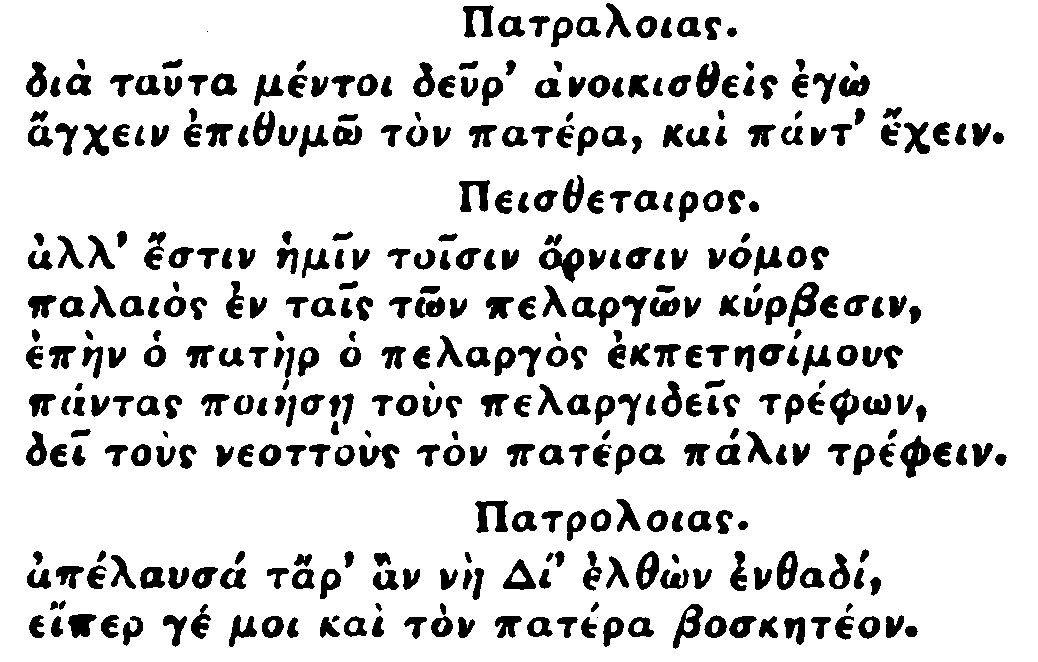 Πατραλοιας.
διὰ ταῦτα μέντοι δεῦρ' ἀνοικισθεὶς ἐγὼ
ἄγχειν ἐπιθυμῶ τὸν πατέρα, καὶ πάντ' ἔχειν.
Πεισθεταιρος.
ἀλλ' ἔστιν ἡμῖν τοῖσιν ὄρνισιν νόμος
παλαιὸς ἐν ταῖς τῶν πελαργῶν κύρβεσιν,
ἐπὴν ὁ πατὴρ ὁ πελαργὸς ἐκπετησίμους
πάντας ποιήσῃ τοὺς πελαργιδεῖς τρέφων,
δεῖ τοὺς νεοττοὺς τὸν πατέρα πάλιν τρέφειν.
Πατρολοιας.
ἀπέλαυσά τἄρ' ἂν νὴ Δί' ἐλθὼν ἐνθαδί,
εἴπερ γέ μοι καὶ τὸν πατέρα βοσκητέον.